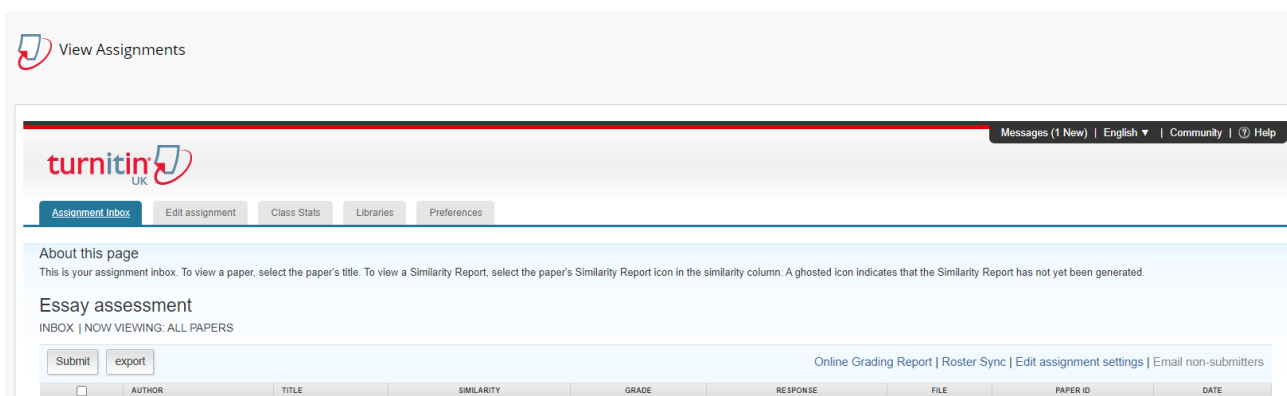 View Assignments
Messages (1 New) | English ▼ | Community | ? Help
turnitin
UK
Assignment Inbox Edit assignment Class Stats Libraries Preferences
About this page
This is your assignment inbox. To view a paper, select the paper's title. To view a Similarity Report, select the paper's Similarity Report icon in the similarity column. A ghosted icon indicates that the Similarity Report has not yet been generated.
Essay assessment
INBOX | NOW VIEWING: ALL PAPERS
Submit export Online Grading Report | Roster Sync | Edit assignment settings | Email non-submitters
AUTHOR TITLE SIMILARITY GRADE RESPONSE FILE PAPER ID DATE